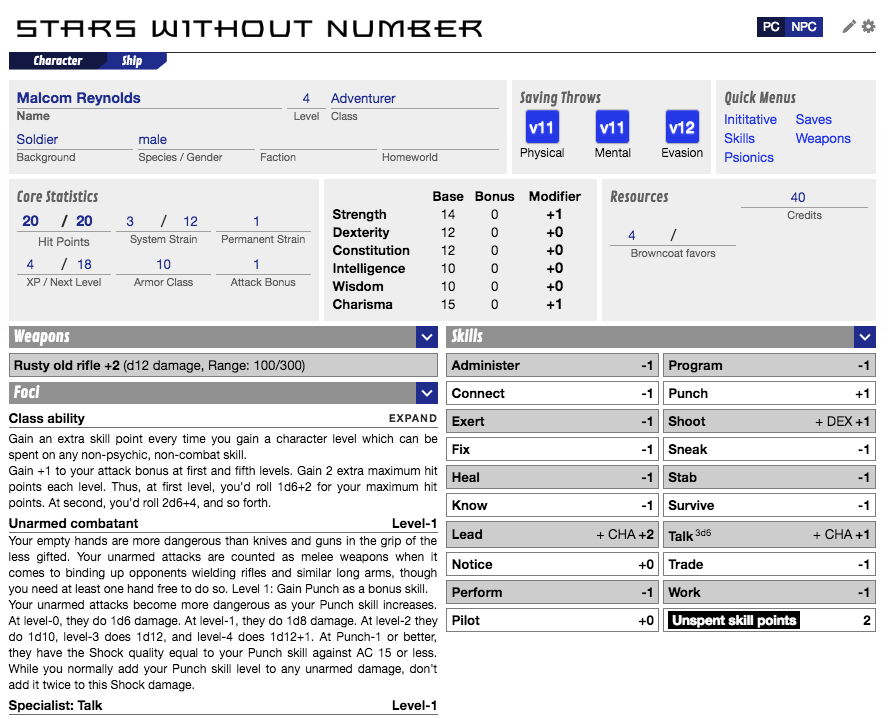 STARS WITHOUT NUMBER
PC NPC
Character Ship
Malcom Reynolds 4 Adventurer
Name Level Class
Soldier male
Background Species / Gender Faction Homeworld
Saving Throws
v11 v11 v12
Physical Mental Evasion
Quick Menus
Inititative Saves
Skills Weapons
Psionics
Core Statistics
20 / 20 3 / 12 1
Hit Points System Strain Permanent Strain
4 / 18 10 1
XP / Next Level Armor Class Attack Bonus
Base Bonus Modifier
Strength 14 0 +1
Dexterity 12 0 +0
Constitution 12 0 +0
Intelligence 10 0 +0
Wisdom 10 0 +0
Charisma 15 0 +1
Resources
40
Credits
4 /
Browncoat favors
Weapons
Rusty old rifle +2 (d12 damage, Range: 100/300)
Foci
Class ability EXPAND
Gain an extra skill point every time you gain a character level which can be
spent on any non-psychic, non-combat skill.
Gain +1 to your attack bonus at first and fifth levels. Gain 2 extra maximum hit
points each level. Thus, at first level, you'd roll 1d6+2 for your maximum hit
points. At second, you'd roll 2d6+4, and so forth.
Unarmed combatant Level-1
Your empty hands are more dangerous than knives and guns in the grip of the
less gifted. Your unarmed attacks are counted as melee weapons when it
comes to binding up opponents wielding rifles and similar long arms, though
you need at least one hand free to do so. Level 1: Gain Punch as a bonus skill.
Your unarmed attacks become more dangerous as your Punch skill increases.
At level-0, they do 1d6 damage. At level-1, they do 1d8 damage. At level-2 they
do 1d10, level-3 does 1d12, and level-4 does 1d12+1. At Punch-1 or better,
they have the Shock quality equal to your Punch skill against AC 15 or less.
While you normally add your Punch skill level to any unarmed damage, don't
add it twice to this Shock damage.
Specialist: Talk Level-1
Skills
Administer -1 Program -1
Connect -1 Punch +1
Exert -1 Shoot + DEX +1
Fix -1 Sneak -1
Heal -1 Stab -1
Know -1 Survive -1
Lead + CHA +2 Talk 3d6 + CHA +1
Notice +0 Trade -1
Perform -1 Work -1
Pilot +0 Unspent skill points 2